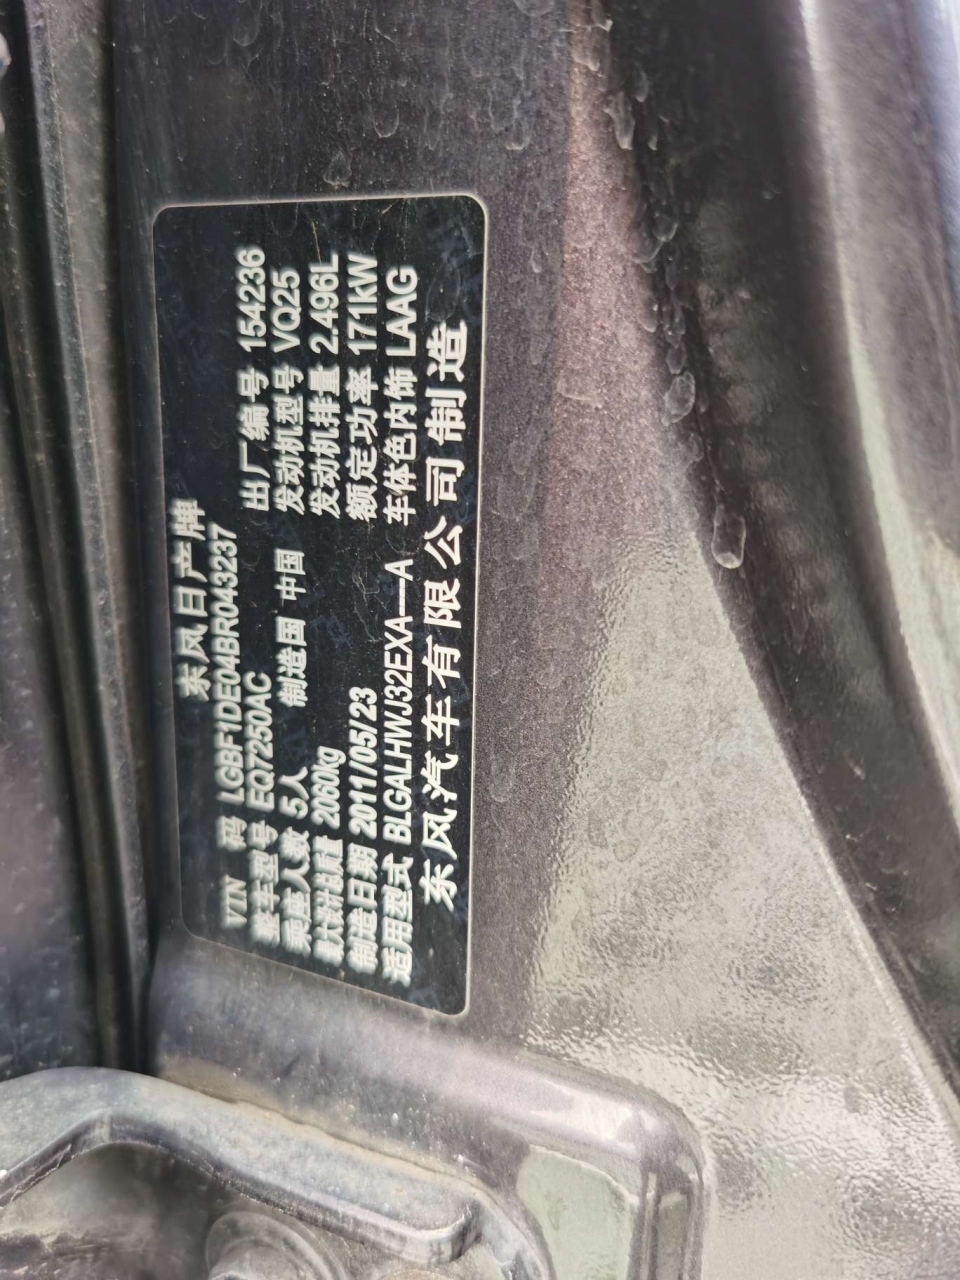 东风日产牌
VIN 码 LGBF1DE04BR043237 出厂编号 154236
整车型号 EQ7250AC 发动机型号 VQ25
乘座人数 5人 制造国 中国 发动机排量 2.496L
最大设计总质量 2060kg 额定功率 171kW
制造日期 2011/05/23 车体色内饰 LAAG
适用型式 BLGALHWJ32EXA—A
东风汽车有限公司制造